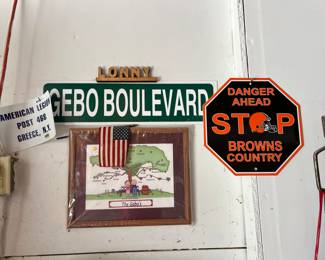 LONNY
GEBO BOULEVARD
AMERICAN LEGION
POST 468
GREECE, N.Y.
DANGER
AHEAD
STOP
BROWNS
COUNTRY
The Gebo's